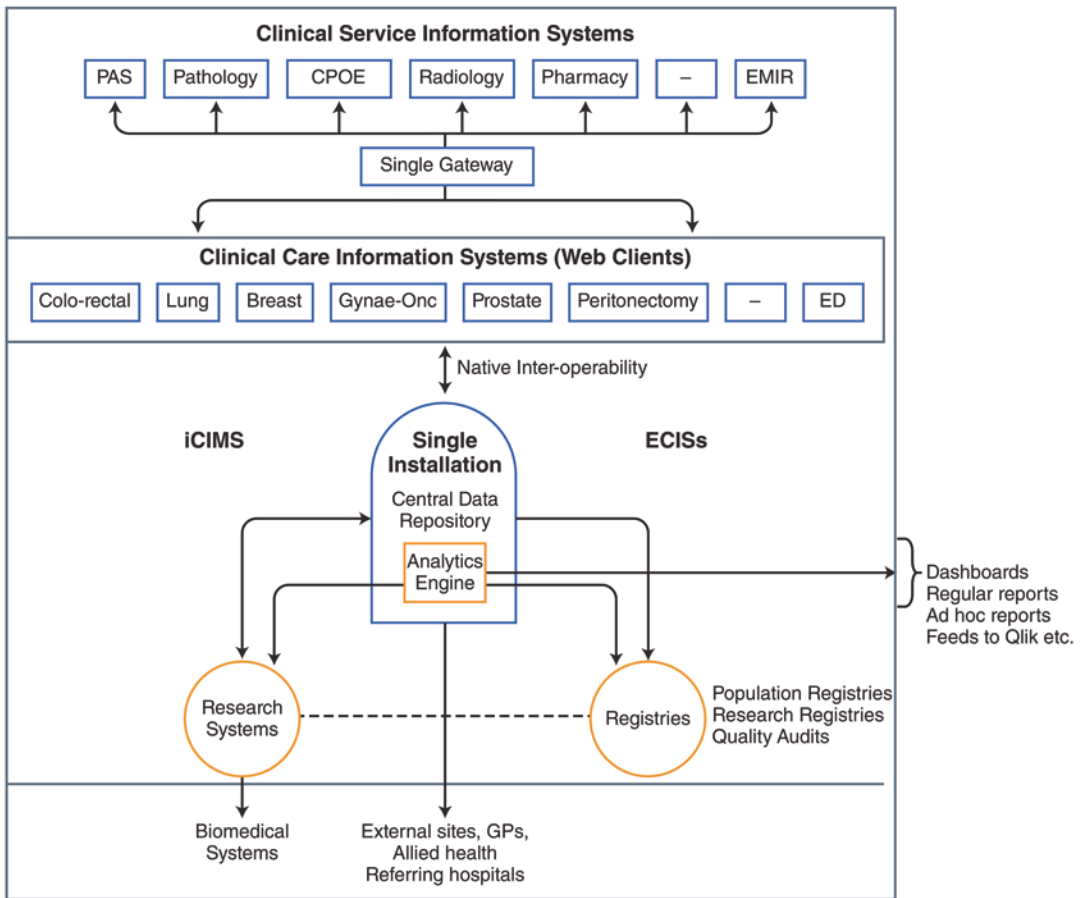 Clinical Service Information Systems
PAS
Pathology
CPOE
Radiology
Pharmacy
–
EMIR
Single Gateway
Clinical Care Information Systems (Web Clients)
Colo-rectal
Lung
Breast
Gynae-Onc
Prostate
Peritonectomy
–
ED
Native Inter-operability
iCIMS
Single
Installation
ECISs
Central Data
Repository
Analytics
Engine
Dashboards
Regular reports
Ad hoc reports
Feeds to Qlik etc.
Research
Systems
Registries
Population Registries
Research Registries
Quality Audits
Biomedical
Systems
External sites, GPs,
Allied health
Referring hospitals